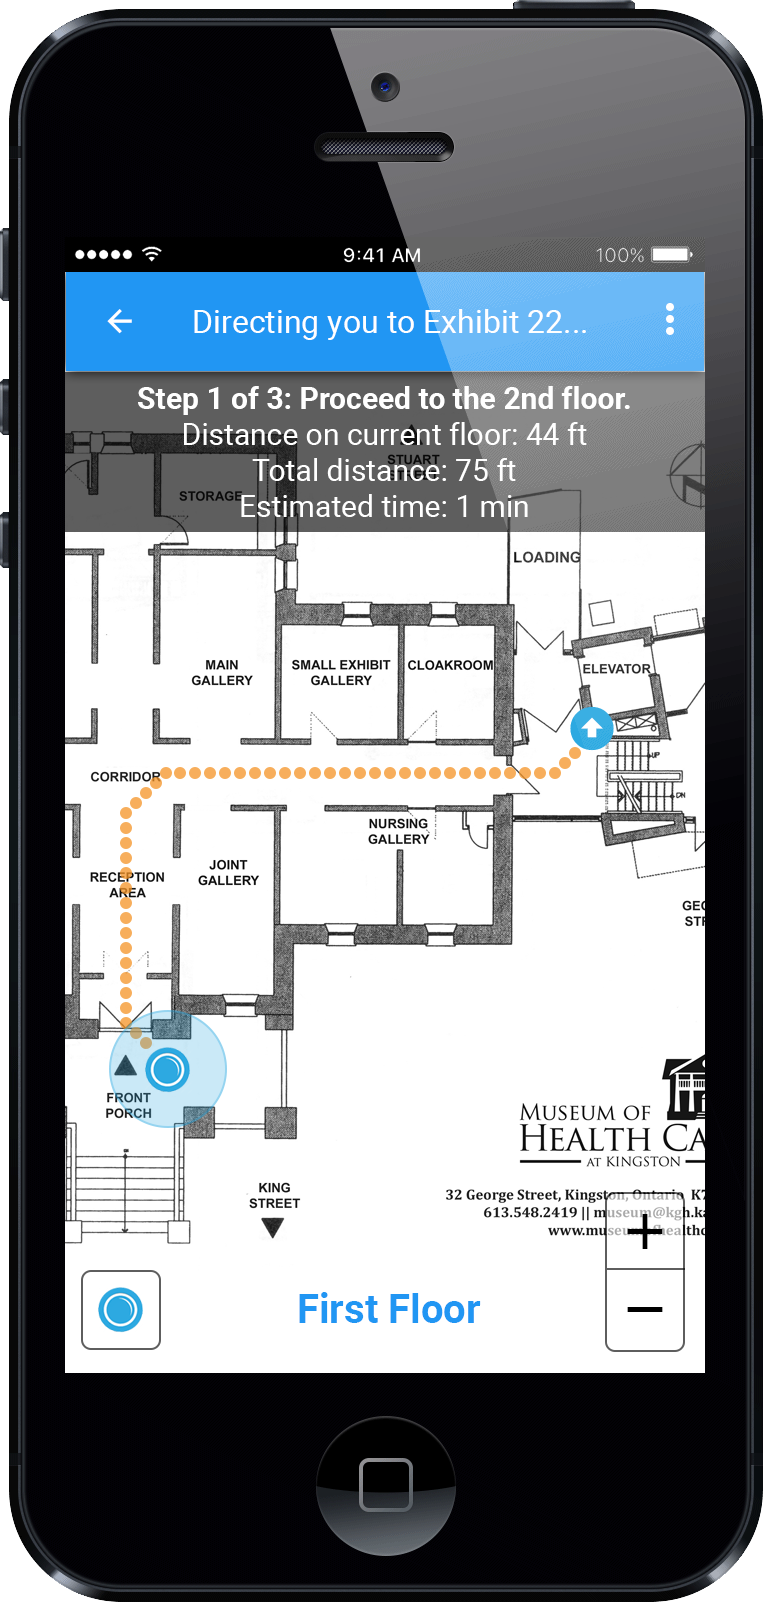 9:41 AM
100%
Directing you to Exhibit 22...
Step 1 of 3: Proceed to the 2nd floor.
Distance on current floor: 44 ft
STUART
Total distance: 75 ft
STORAGE
Estimated time: 1 min
LOADING
MAIN
GALLERY
SMALL EXHIBIT
GALLERY
CLOAKROOM
ELEVATOR
UP
CORRIDOR
DN
NURSING
GALLERY
JOINT
GALLERY
RECEPTION
AREA
GEO
STR
FRONT
PORCH
MUSEUM OF
HEALTH CA
AT KINGSTON
KING
STREET
32 George Street, Kingston, Ontario K7
613.548.2419 || museum@kgh.ka
www.museumofhealthc
+
−
First Floor